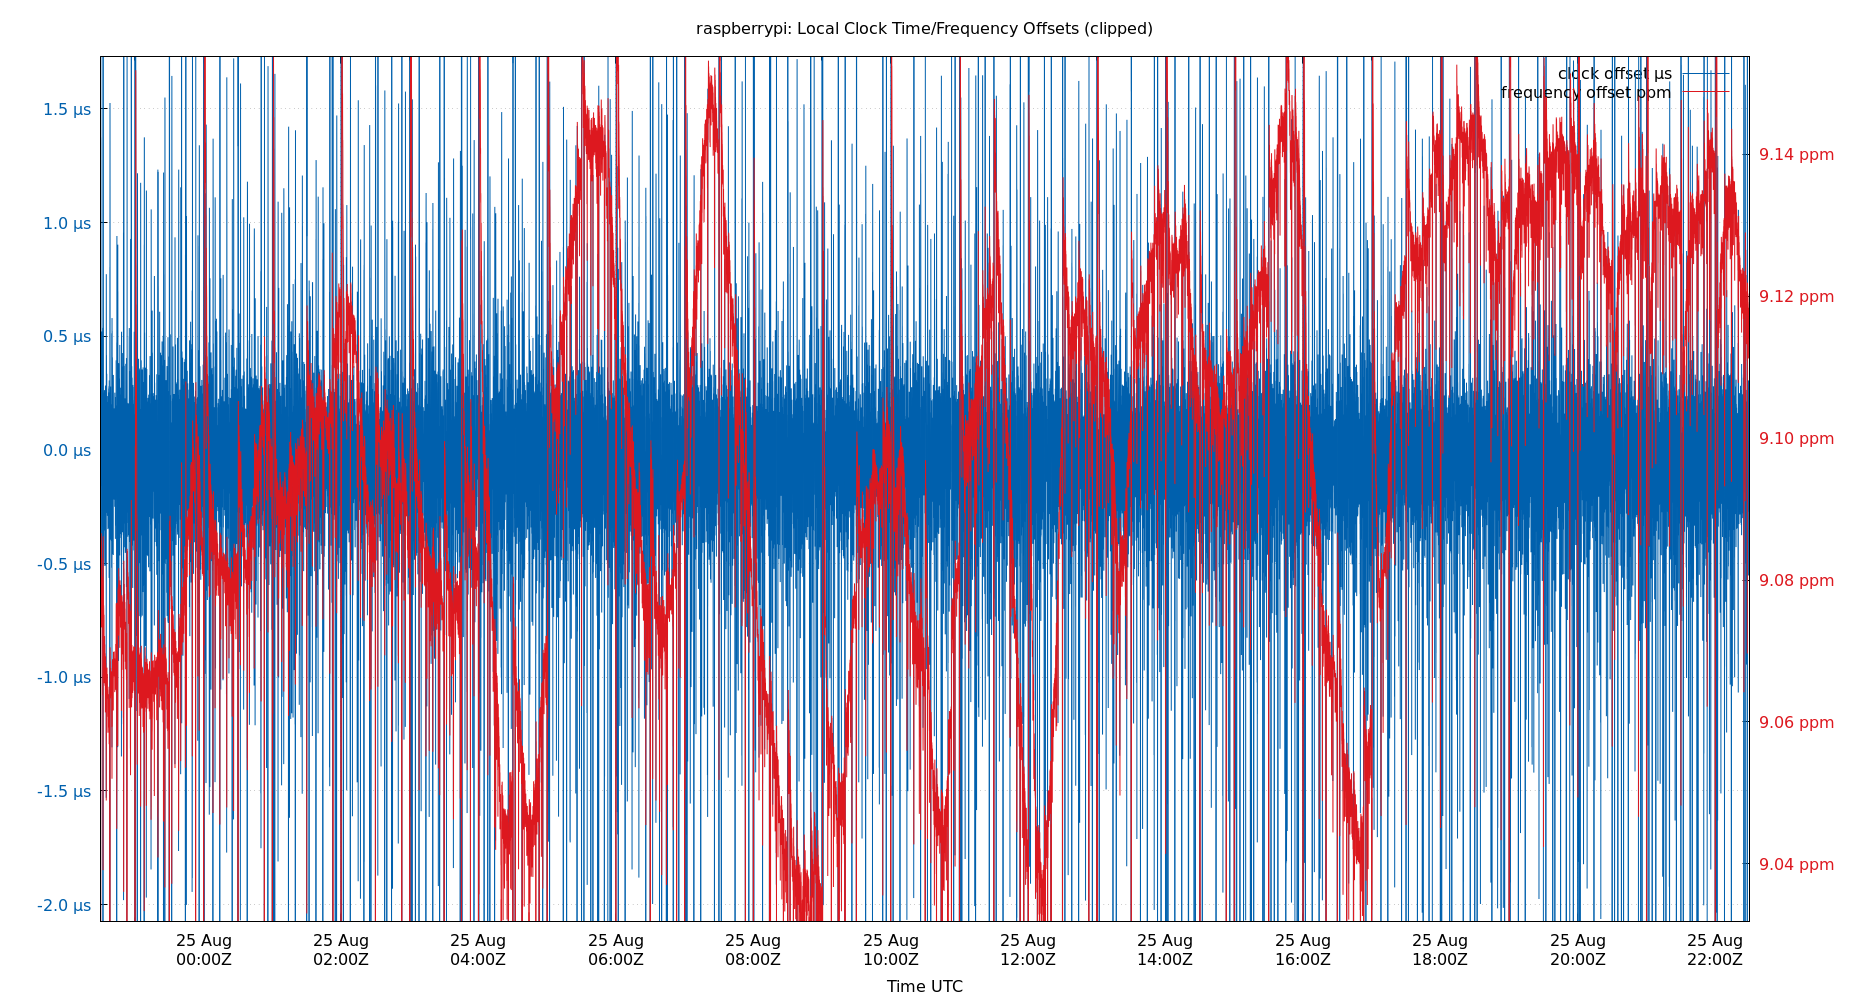 raspberrypi: Local Clock Time/Frequency Offsets (clipped)
clock offset µs
frequency offset ppm
1.5 µs
1.0 µs
0.5 µs
0.0 µs
-0.5 µs
-1.0 µs
-1.5 µs
-2.0 µs
9.14 ppm
9.12 ppm
9.10 ppm
9.08 ppm
9.06 ppm
9.04 ppm
25 Aug 25 Aug 25 Aug 25 Aug 25 Aug 25 Aug 25 Aug 25 Aug 25 Aug 25 Aug 25 Aug 25 Aug
00:00Z 02:00Z 04:00Z 06:00Z 08:00Z 10:00Z 12:00Z 14:00Z 16:00Z 18:00Z 20:00Z 22:00Z
Time UTC